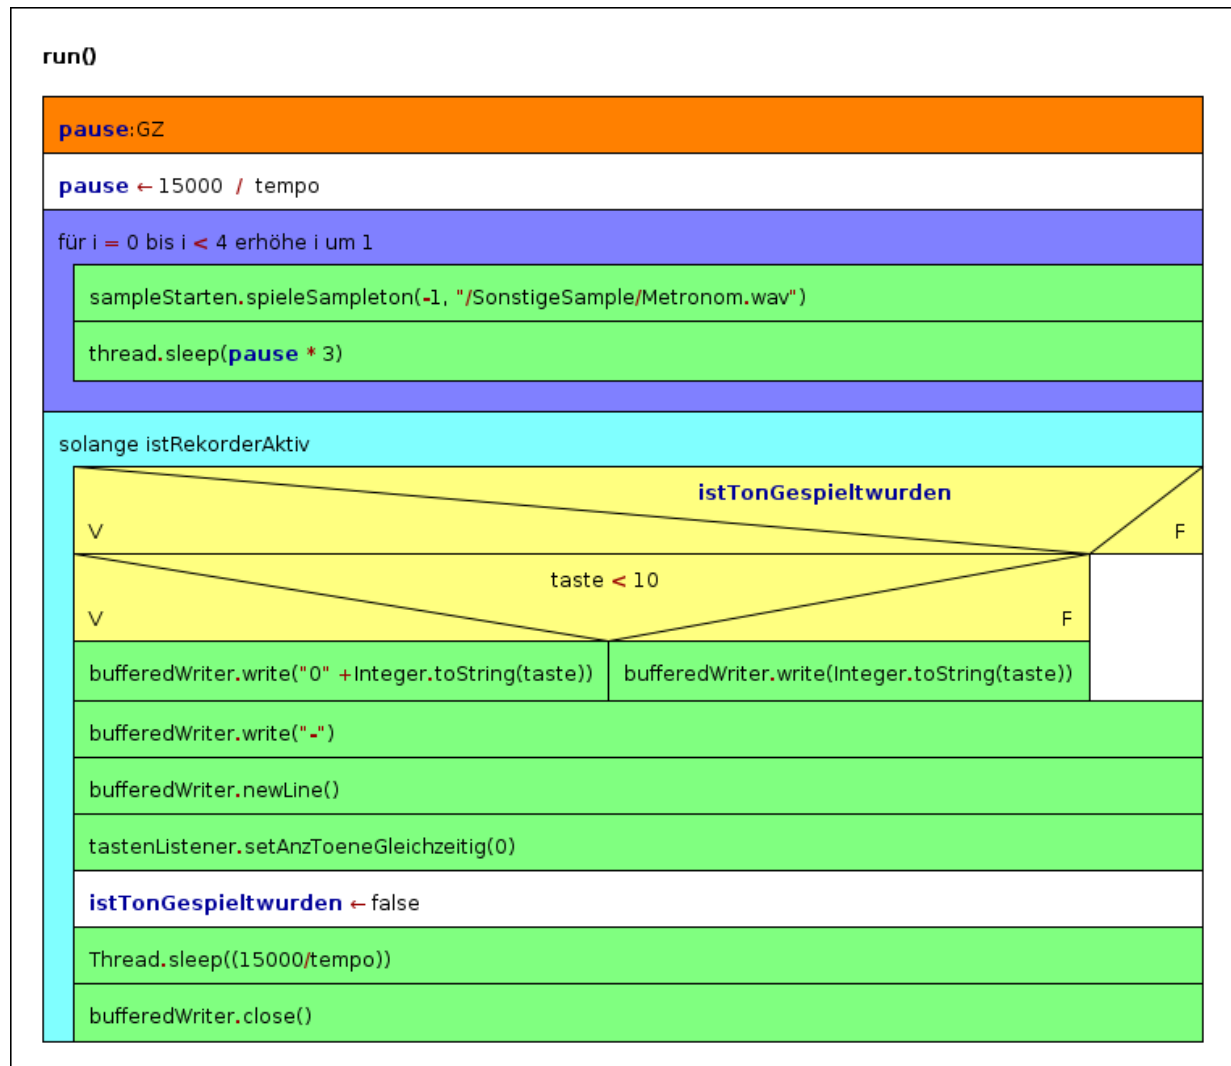 run()
pause:GZ
pause ← 15000 / tempo
für i = 0 bis i < 4 erhöhe i um 1
sampleStarten.spieleSampleton(-1, "/SonstigeSample/Metronom.wav")
thread.sleep(pause * 3)
solange istRekorderAktiv
istTonGespieltwurden
V F
taste < 10
V F
bufferedWriter.write("0" +Integer.toString(taste)) bufferedWriter.write(Integer.toString(taste))
bufferedWriter.write("-")
bufferedWriter.newLine()
tastenListener.setAnzToeneGleichzeitig(0)
istTonGespieltwurden ← false
Thread.sleep((15000/tempo))
bufferedWriter.close()